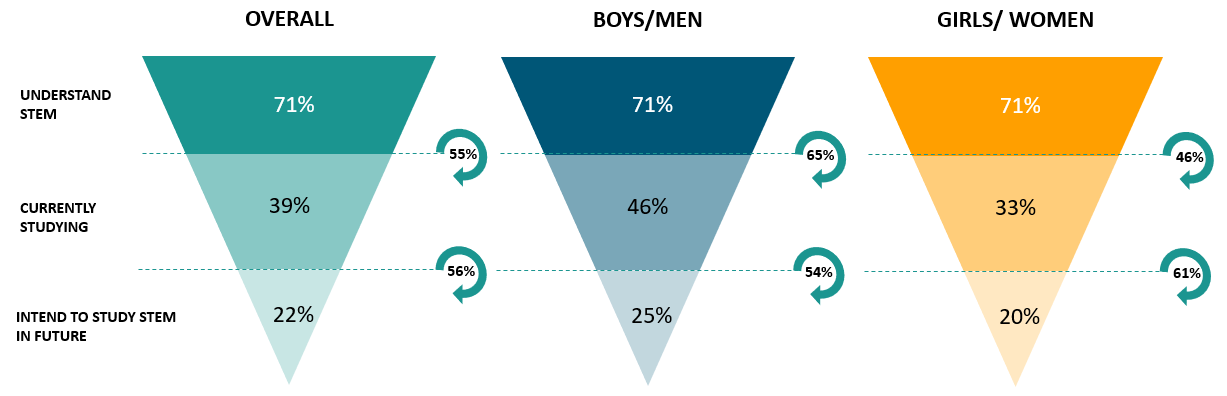 OVERALL
BOYS/MEN
GIRLS/ WOMEN
UNDERSTAND
STEM
71%
71%
71%
55%
65%
46%
CURRENTLY
STUDYING
39%
46%
33%
56%
54%
61%
INTEND TO STUDY STEM
IN FUTURE
22%
25%
20%